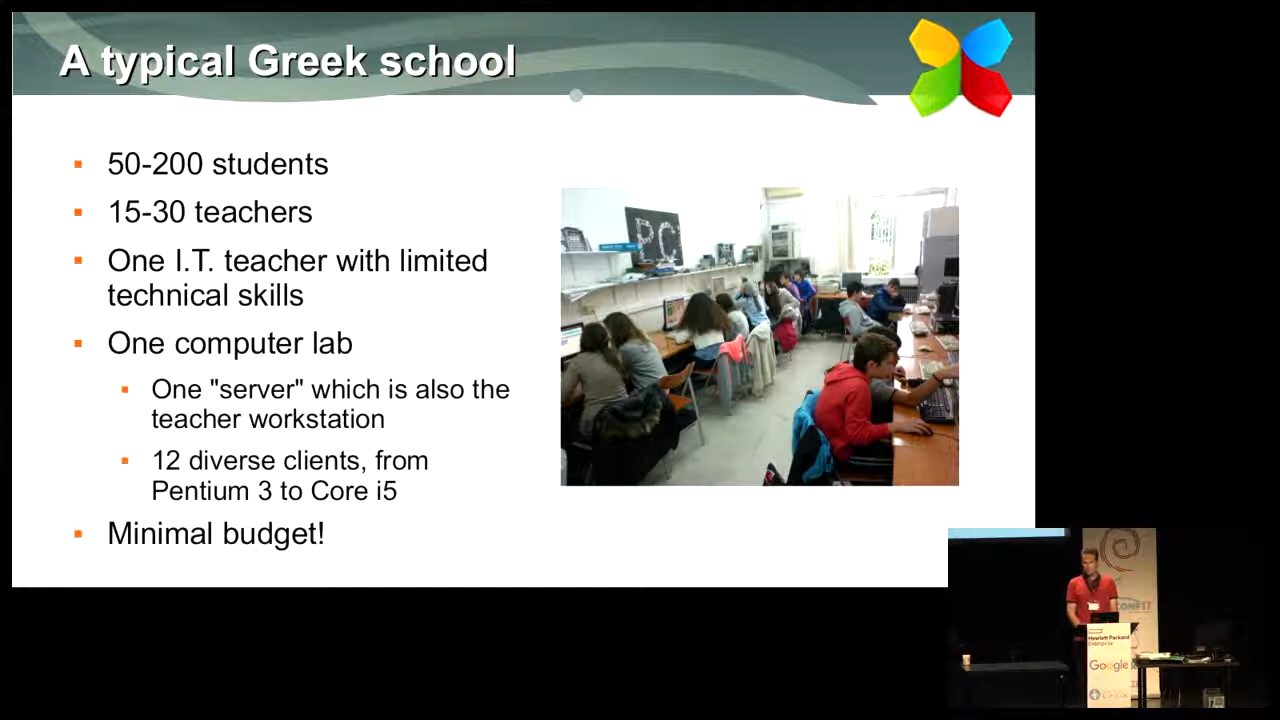 A typical Greek school
50-200 students
15-30 teachers
One I.T. teacher with limited
technical skills
One computer lab
One "server" which is also the
teacher workstation
12 diverse clients, from
Pentium 3 to Core i5
Minimal budget!
PC
Hewlett Packard
Enterprise
Google